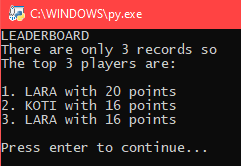 C:\WINDOWS\py.exe
LEADERBOARD
There are only 3 records so
The top 3 players are:
1. LARA with 20 points
2. KOTI with 16 points
3. LARA with 16 points
Press enter to continue...